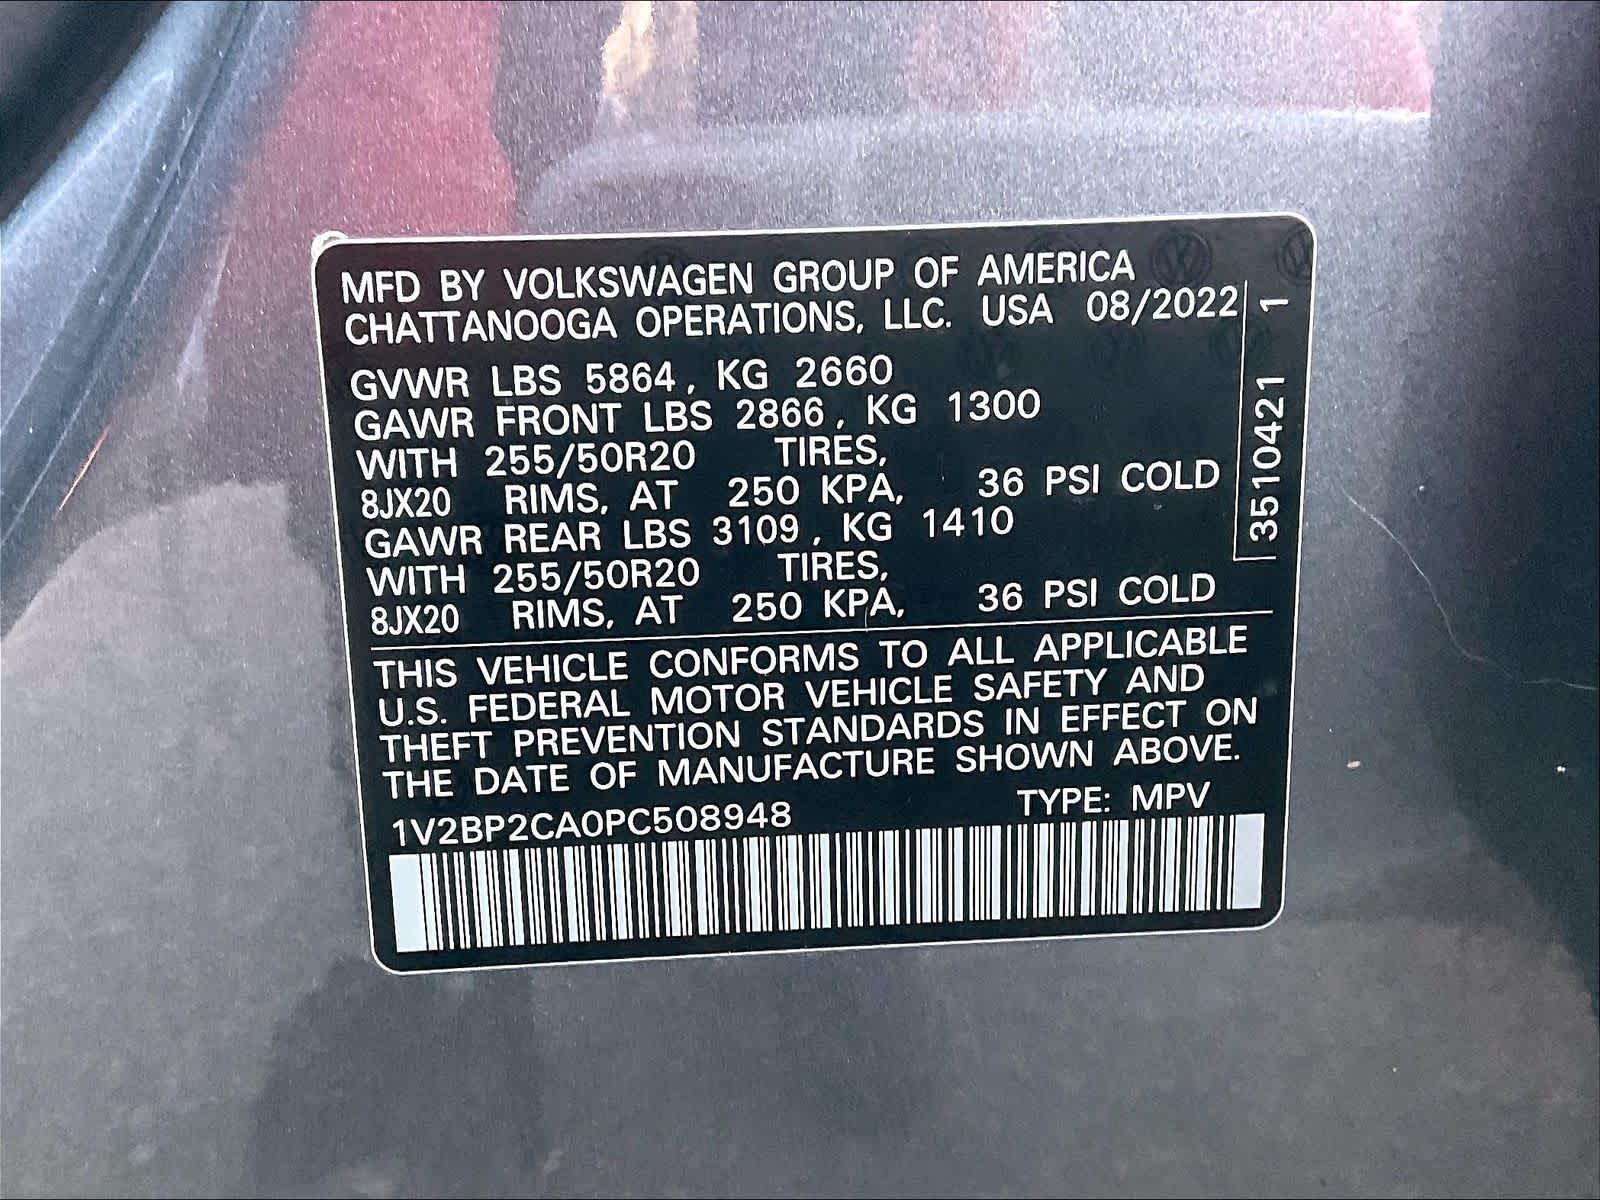 MFD BY VOLKSWAGEN GROUP OF AMERICA
CHATTANOOGA OPERATIONS, LLC. USA 08/2022
GVWR LBS 5864, KG 2660
GAWR FRONT LBS 2866, KG 1300
WITH 255/50R20 TIRES,
8JX20 RIMS, AT 250 KPA, 36 PSI COLD
GAWR REAR LBS 3109, KG 1410
WITH 255/50R20 TIRES,
8JX20 RIMS, AT 250 KPA, 36 PSI COLD
THIS VEHICLE CONFORMS TO ALL APPLICABLE
U.S. FEDERAL MOTOR VEHICLE SAFETY AND
THEFT PREVENTION STANDARDS IN EFFECT ON
THE DATE OF MANUFACTURE SHOWN ABOVE.
1V2BP2CA0PC508948 TYPE: MPV
35104421 1